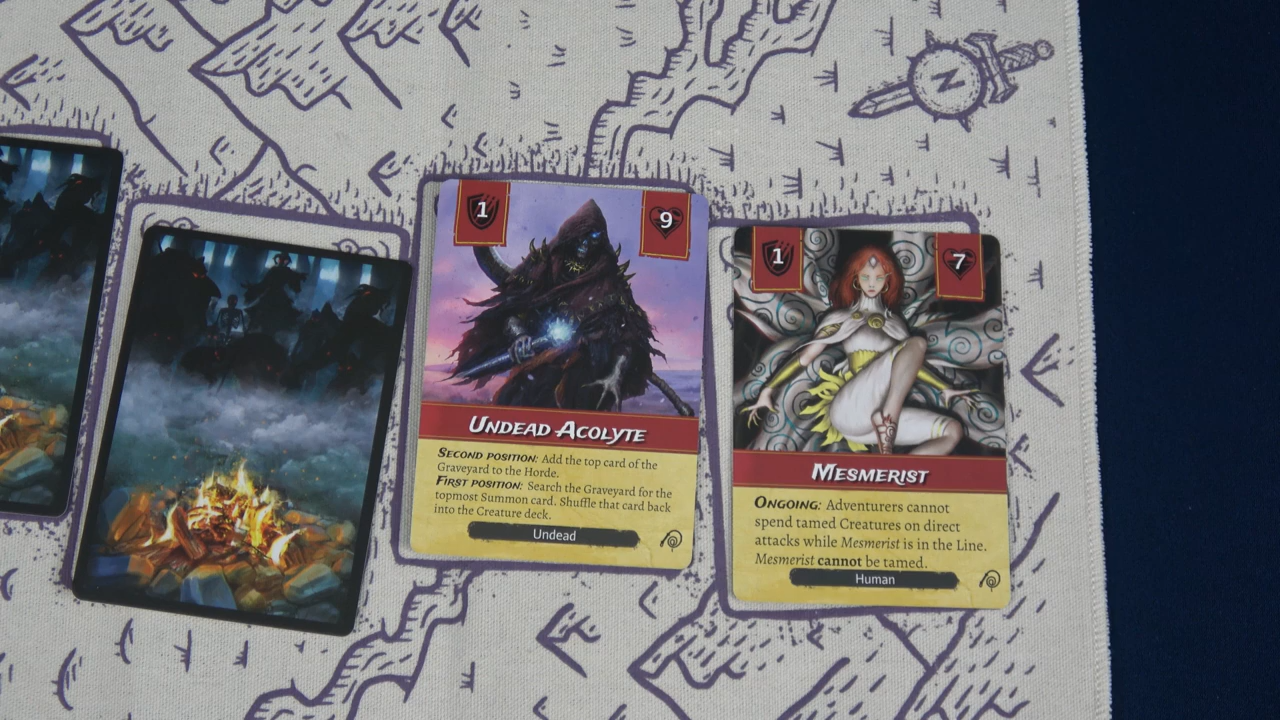 N
1
9
UNDEAD ACOLYTE
SECOND POSITION: Add the top card of the
Graveyard to the Horde.
FIRST POSITION: Search the Graveyard for the
topmost Summon card. Shuffle that card back
into the Creature deck.
Undead
1
7
MESMERIST
ONGOING: Adventurers cannot
spend tamed Creatures on direct
attacks while Mesmerist is in the Line.
Mesmerist cannot be tamed.
Human